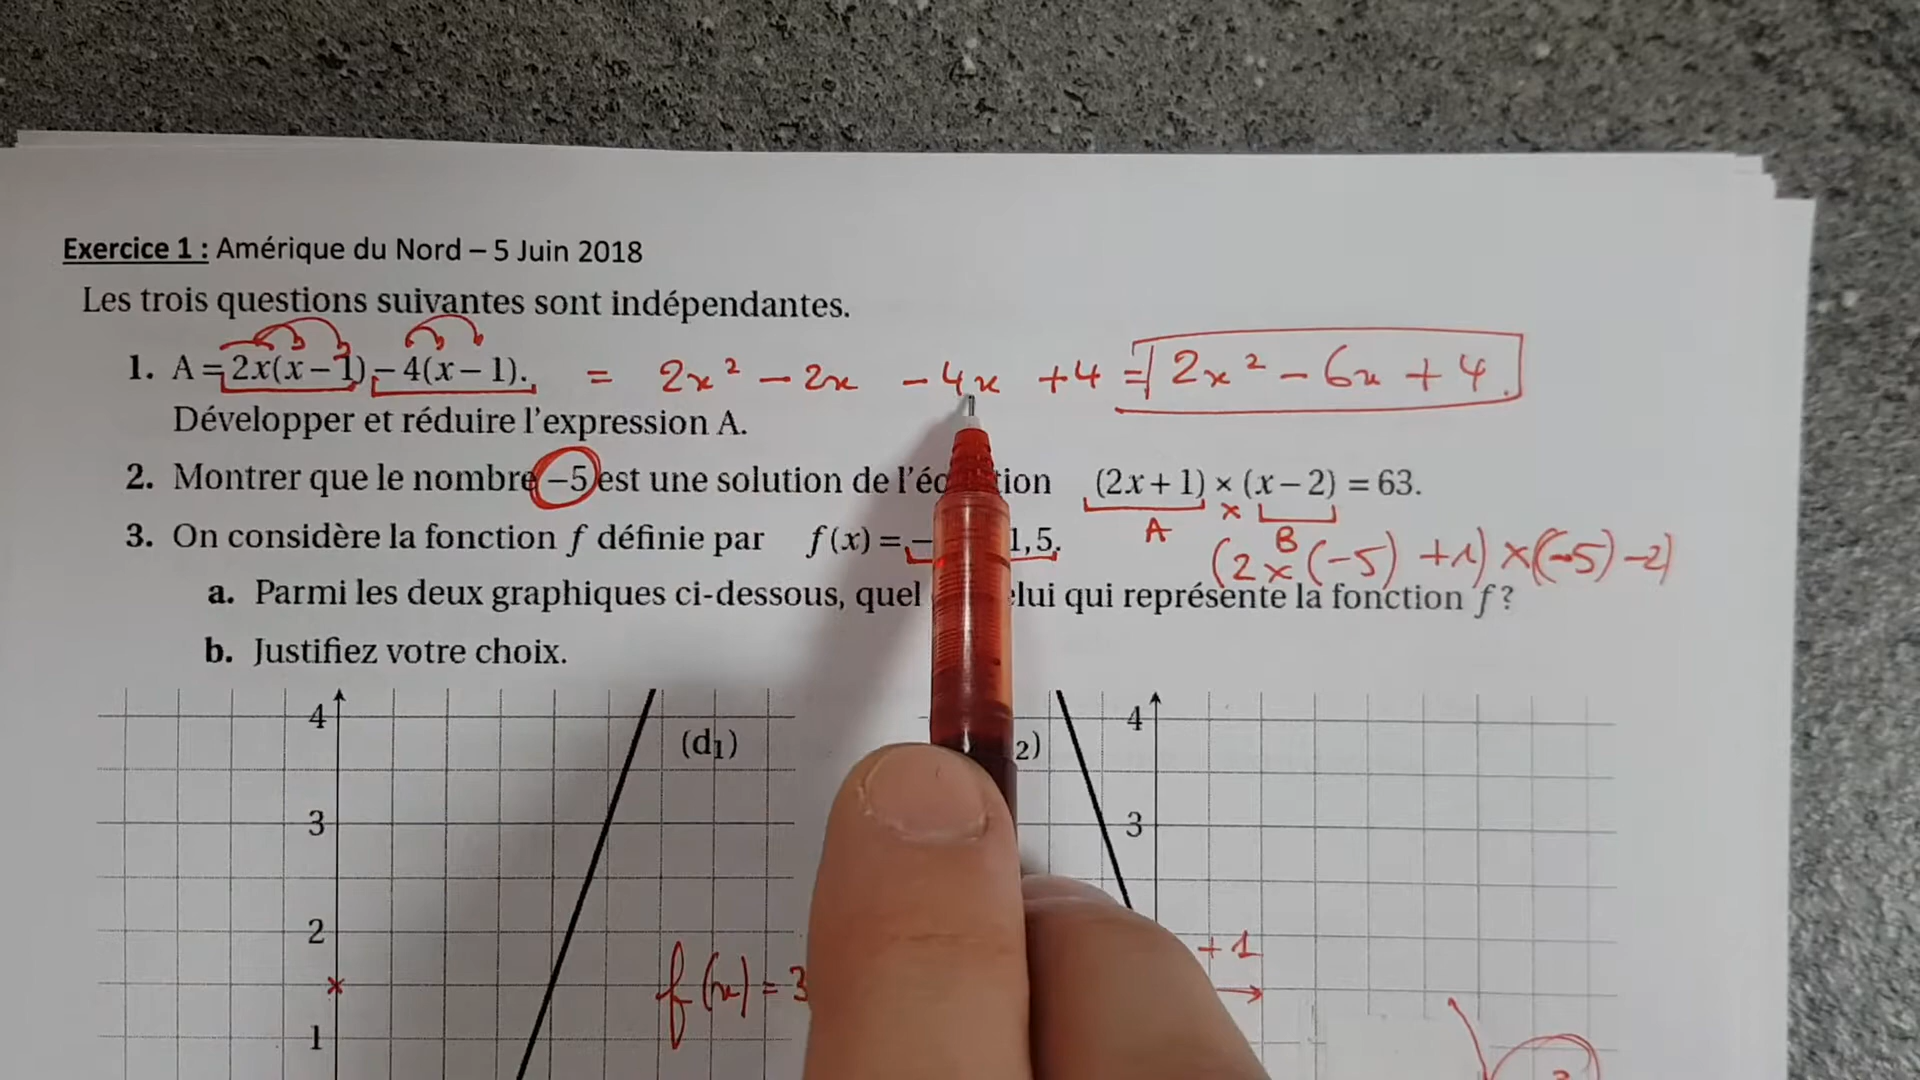 Exercice 1 : Amérique du Nord – 5 Juin 2018
Les trois questions suivantes sont indépendantes.
1. A = 2x(x – 1) – 4(x – 1). = 2x² – 2x – 4x + 4 = 2x² – 6x + 4.
Développer et réduire l'expression A.
2. Montrer que le nombre –5 est une solution de l'équation (2x + 1) × (x – 2) = 63.
A × B
3. On considère la fonction f définie par f(x) = – 1,5.
(2 × (-5) + 1) × (-5) - 2)
a. Parmi les deux graphiques ci-dessous, quel lui qui représente la fonction f ?
b. Justifiez votre choix.
4 (d₁) 2) 4
3 3
2 +1
f(x) = 3
1